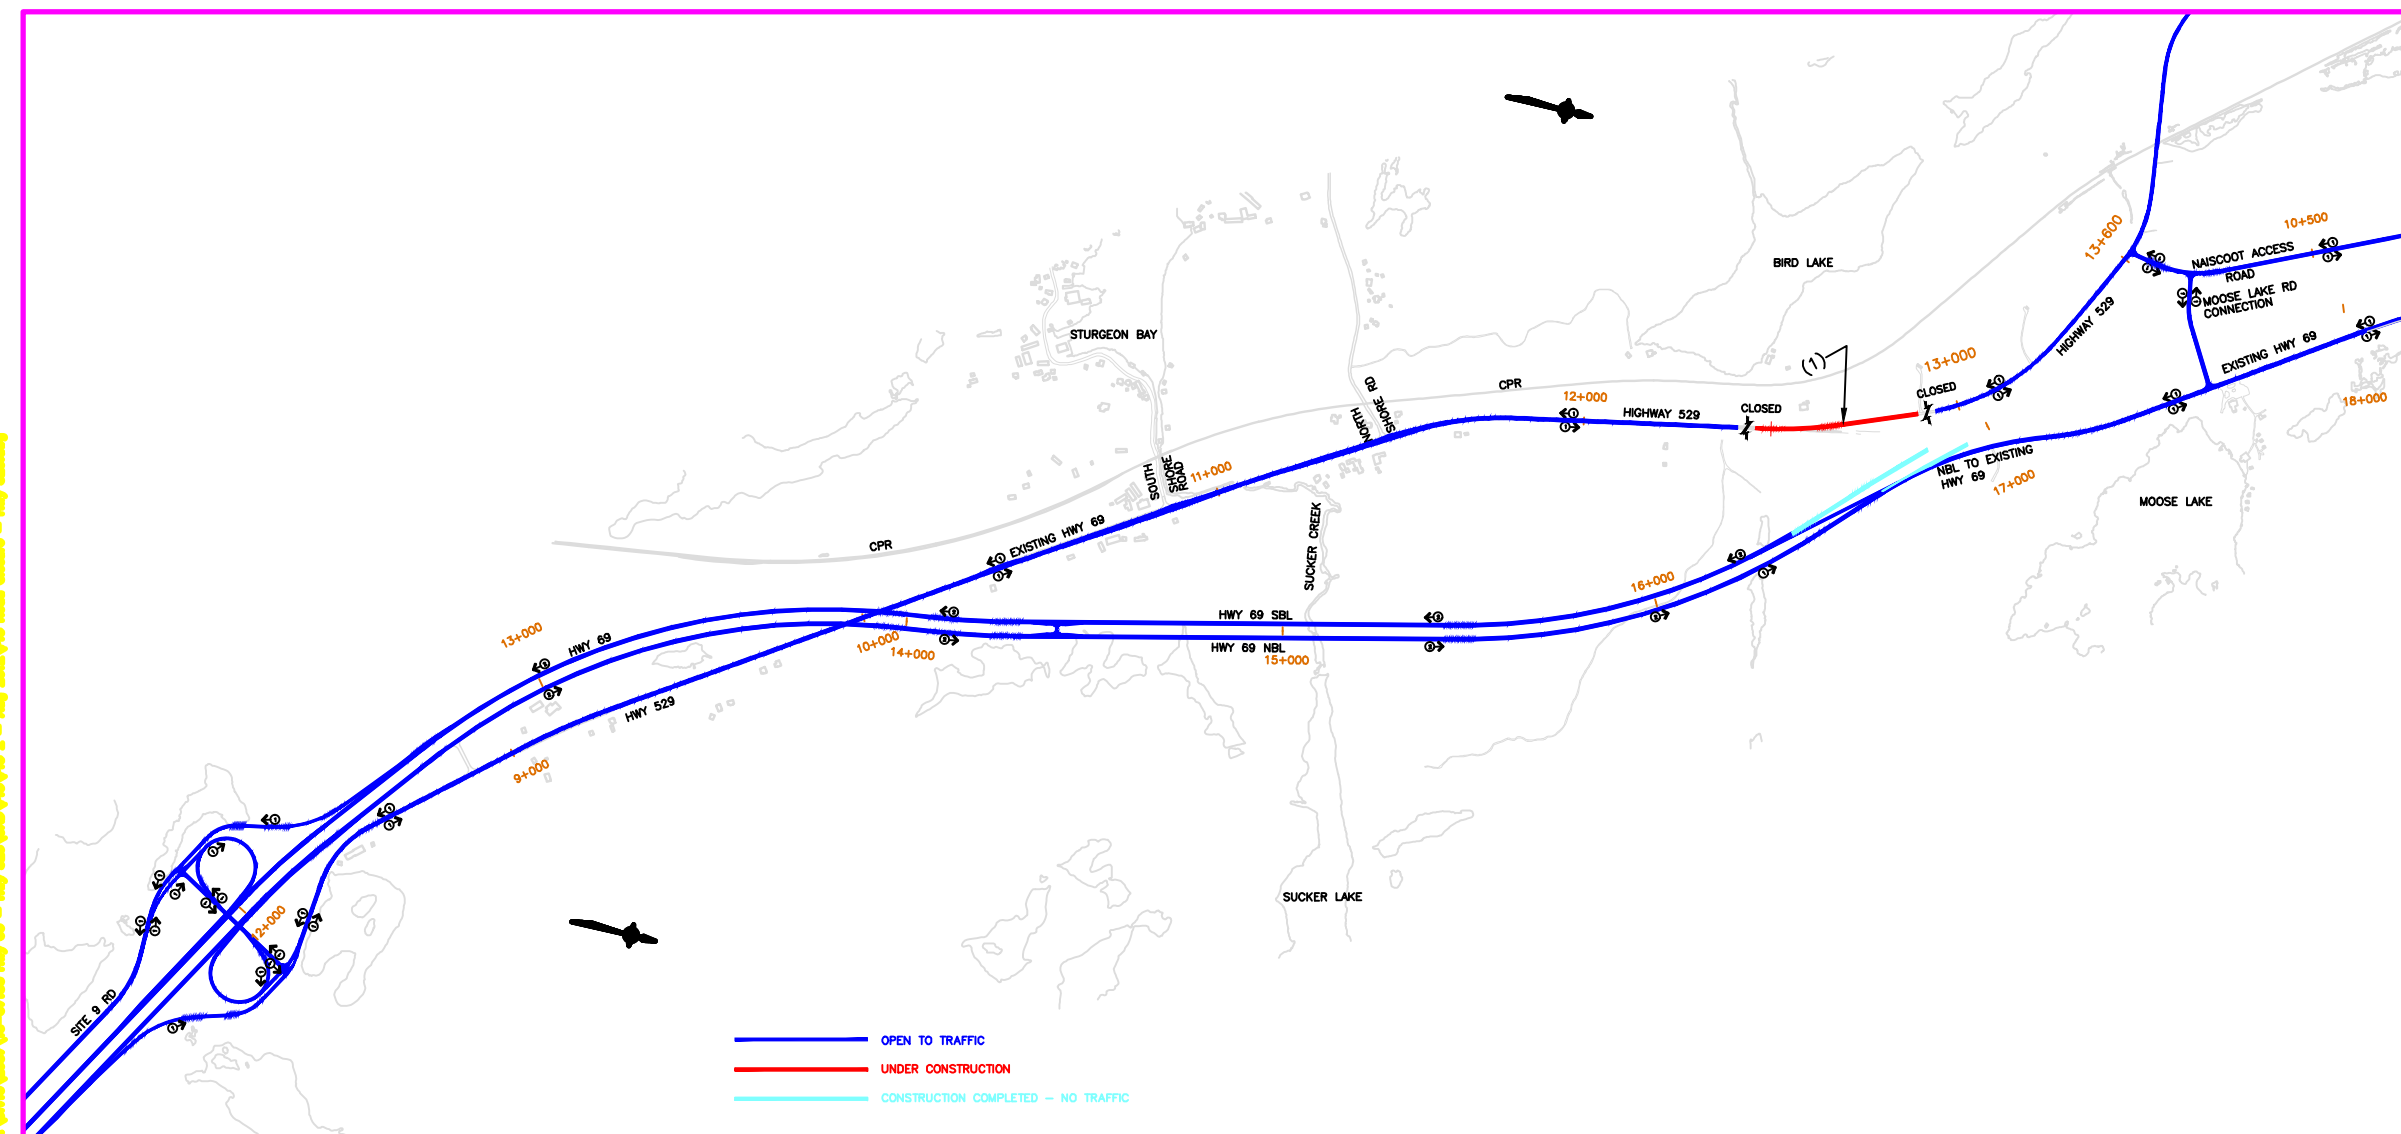 10+500
13+600
NAISCOOT ACCESS
ROAD
MOOSE LAKE RD
CONNECTION
BIRD LAKE
HIGHWAY 529
EXISTING HWY 69
18+000
STURGEON BAY
(1)
13+000
CLOSED
CLOSED
CPR
12+000
HIGHWAY 529
NORTH
SHORE RD
SOUTH
SHORE
ROAD
11+000
NBL TO EXISTING
HWY 69
17+000
MOOSE LAKE
EXISTING HWY 69
CPR
SUCKER CREEK
16+000
HWY 69 SBL
HWY 69 NBL
15+000
13+000
HWY 69
10+000
14+000
HWY 529
9+000
SUCKER LAKE
12+000
SITE 9 RD
OPEN TO TRAFFIC
UNDER CONSTRUCTION
CONSTRUCTION COMPLETED – NO TRAFFIC